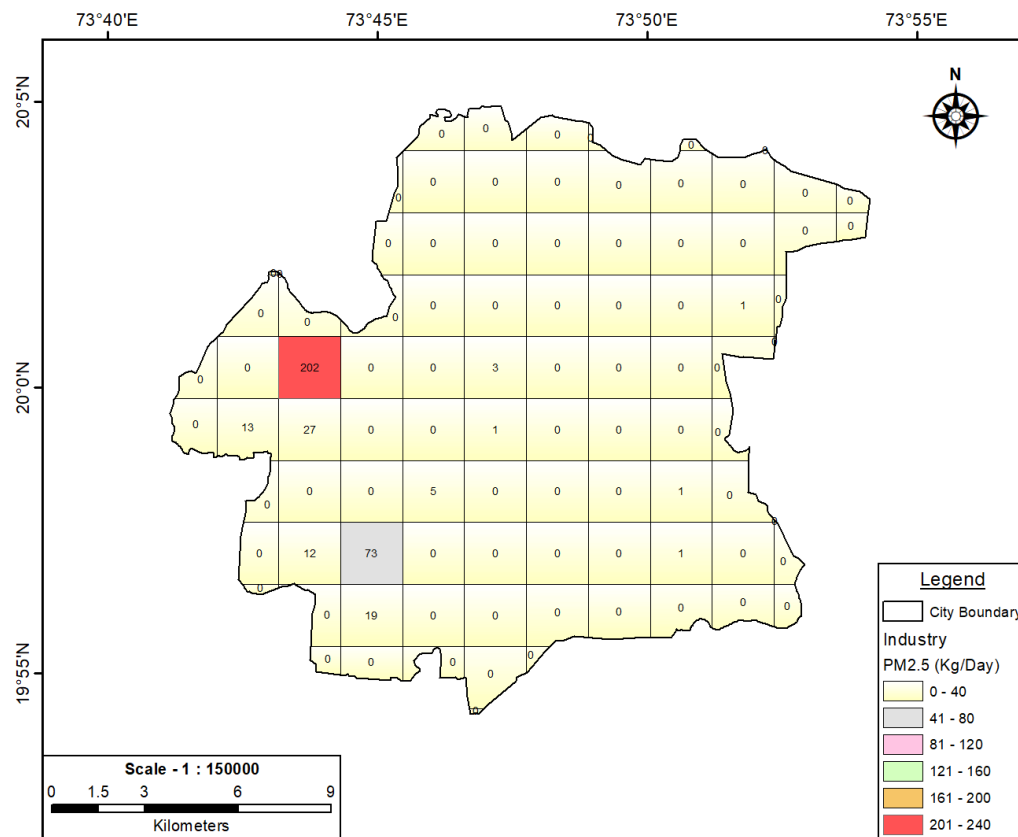 73°40'E 73°45'E 73°50'E 73°55'E
20°5'N
20°0'N
19°55'N
N
0 0 0 0 0 0
0 0 0 0 0 0 0 0 0
0 0 0 0 0 0 0 0 0
00 0 0 0 0 0 0 0 0 1 0
0 0 202 0 0 3 0 0 0 0 0
0 13 27 0 0 1 0 0 0 0
0 0 0 5 0 0 0 1 0 0
0 12 73 0 0 0 0 1 0 0
0 0 19 0 0 0 0 0 0 0
0 0 0 0 0
0
Legend
City Boundary
Industry
PM2.5 (Kg/Day)
0 - 40
41 - 80
81 - 120
121 - 160
161 - 200
201 - 240
Scale - 1 : 150000
0 1.5 3 6 9
Kilometers